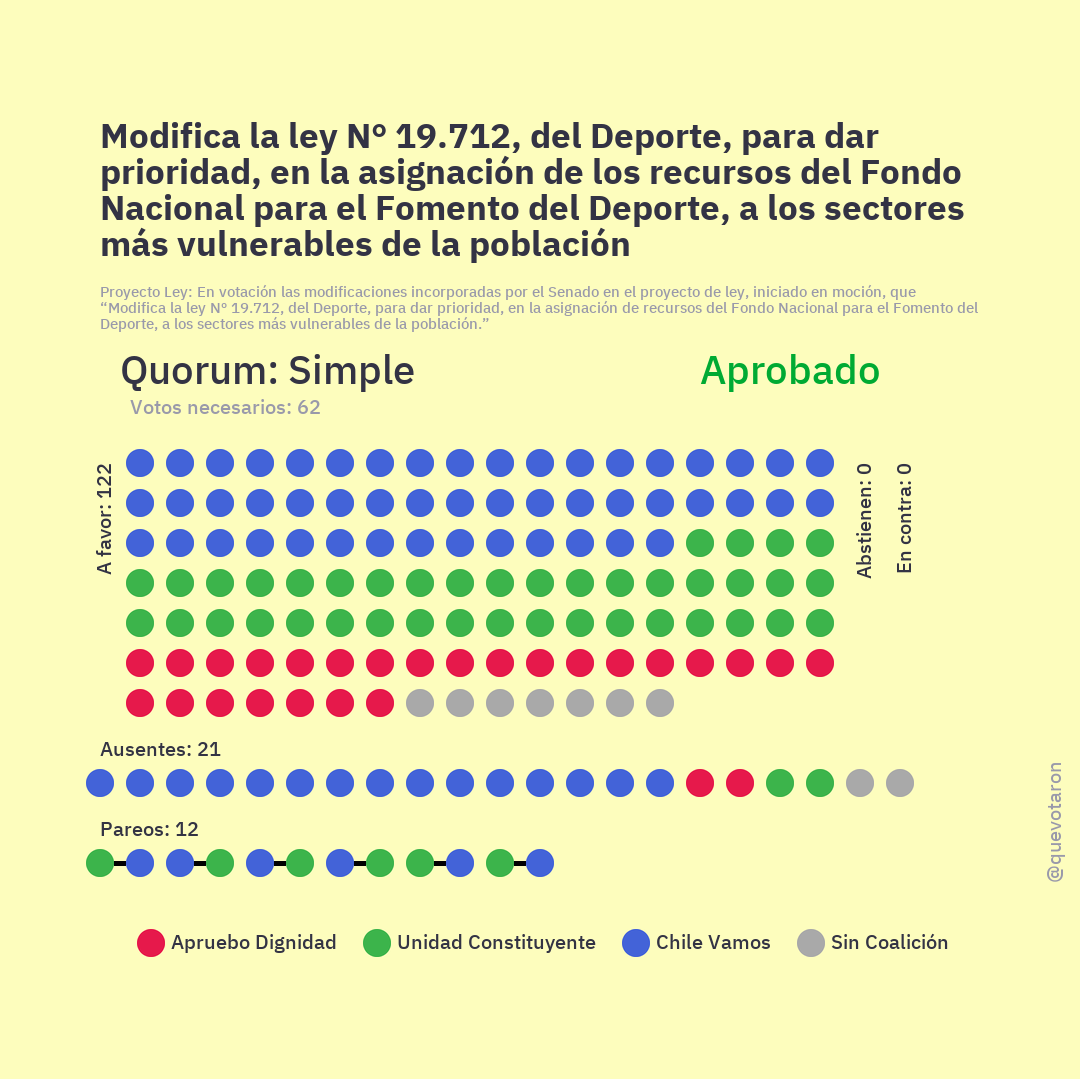 Modifica la ley Nº 19.712, del Deporte, para dar
prioridad, en la asignación de los recursos del Fondo
Nacional para el Fomento del Deporte, a los sectores
más vulnerables de la población
Proyecto Ley: En votación las modificaciones incorporadas por el Senado en el proyecto de ley, iniciado en moción, que
“Modifica la ley Nº 19.712, del Deporte, para dar prioridad, en la asignación de recursos del Fondo Nacional para el Fomento del
Deporte, a los sectores más vulnerables de la población.”
Quorum: Simple
Aprobado
Votos necesarios: 62
A favor: 122
Abstienen: 0
En contra: 0
Ausentes: 21
Pareos: 12
@quevotaron
Apruebo Dignidad
Unidad Constituyente
Chile Vamos
Sin Coalición